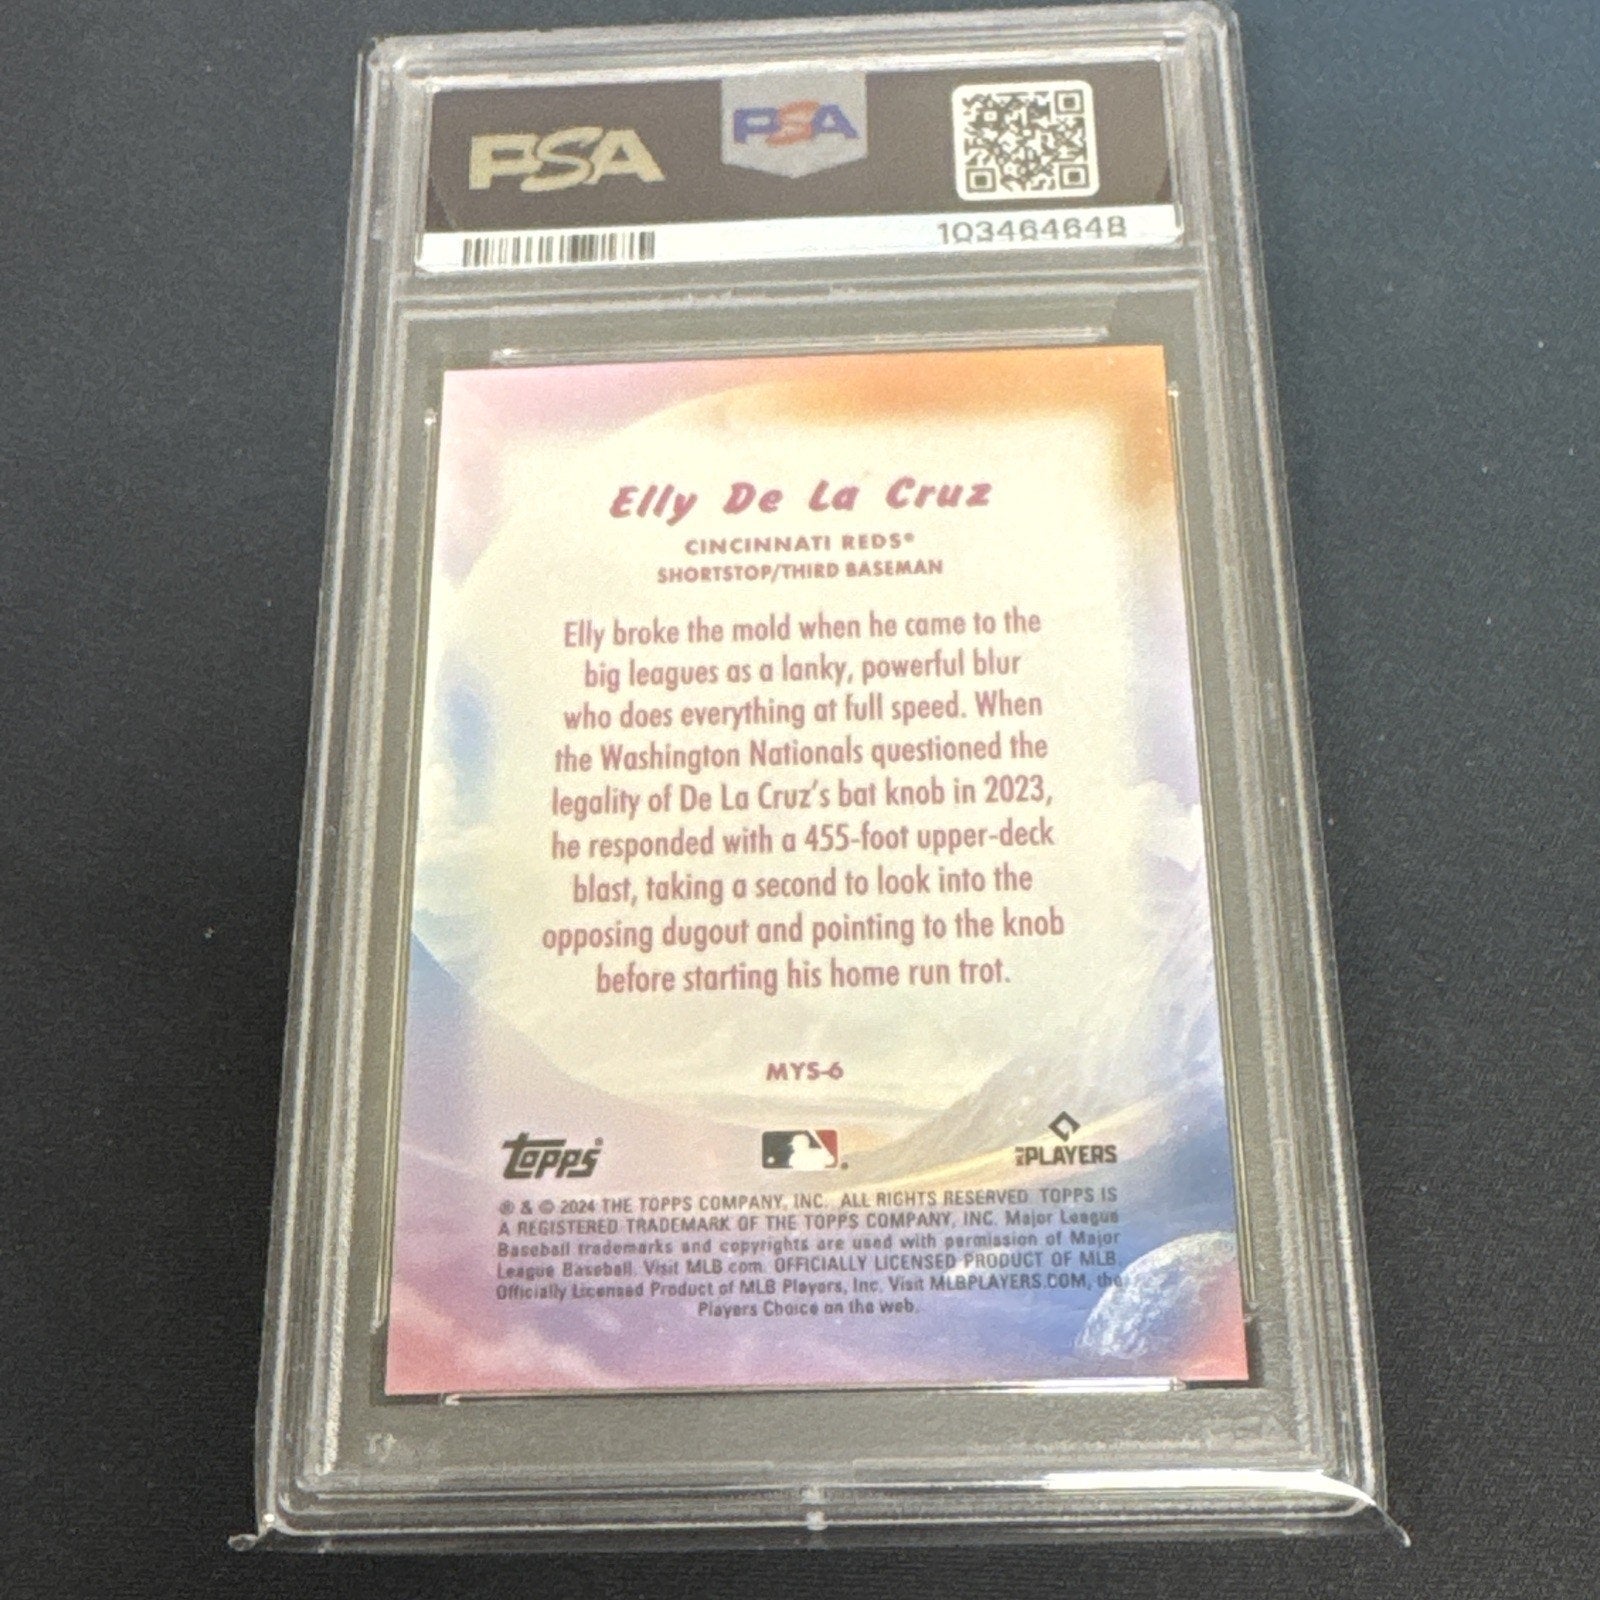 PSA
PSA
103464648
Elly De La Cruz
CINCINNATI REDS®
SHORTSTOP/THIRD BASEMAN
Elly broke the mold when he came to the
big leagues as a lanky, powerful blur
who does everything at full speed. When
the Washington Nationals questioned the
legality of De La Cruz's bat knob in 2023,
he responded with a 455-foot upper-deck
blast, taking a second to look into the
opposing dugout and pointing to the knob
before starting his home run trot.
MYS-6
topps®
PLAYERS
® & © 2024 THE TOPPS COMPANY, INC. ALL RIGHTS RESERVED. TOPPS IS
A REGISTERED TRADEMARK OF THE TOPPS COMPANY, INC. Major League
Baseball trademarks and copyrights are used with permission of Major
League Baseball. Visit MLB.com. OFFICIALLY LICENSED PRODUCT OF MLB.
Officially Licensed Product of MLB Players, Inc. Visit MLBPLAYERS.COM, the
Players Choice on the web.